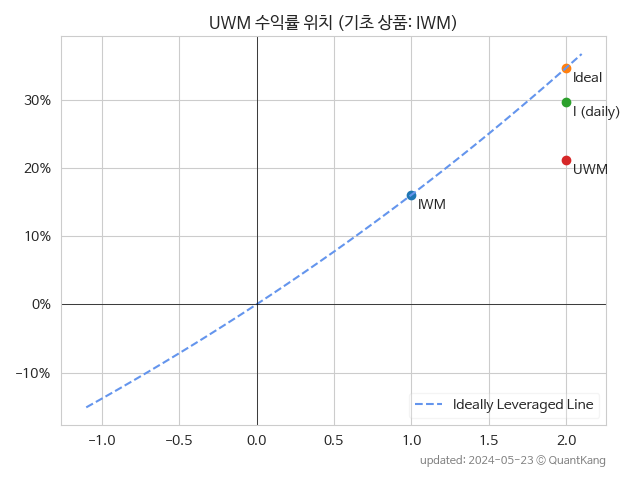 UWM 수익률 위치 (기초 상품: IWM)
30%
20%
10%
0%
−10%
Ideal
I (daily)
UWM
IWM
Ideally Leveraged Line
−1.0 −0.5 0.0 0.5 1.0 1.5 2.0
updated: 2024-05-23 ⓒ QuantKang